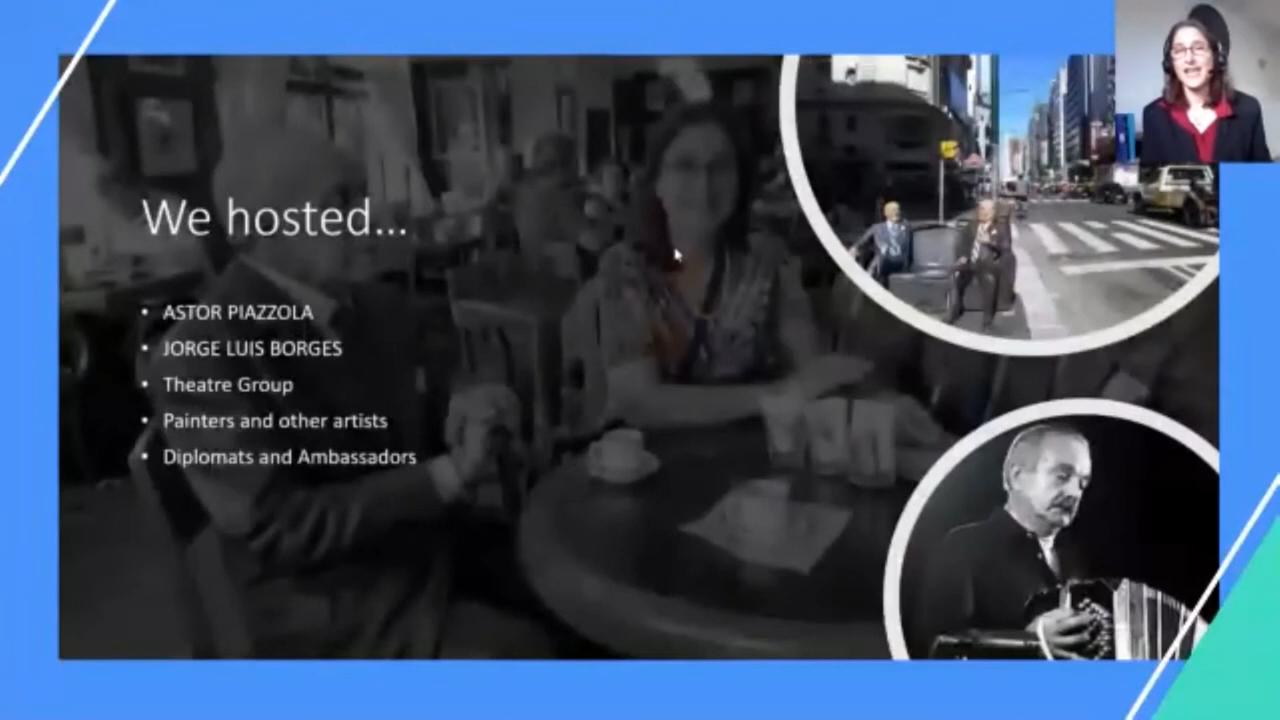 We hosted...
• ASTOR PIAZZOLA
• JORGE LUIS BORGES
• Theatre Group
• Painters and other artists
• Diplomats and Ambassadors